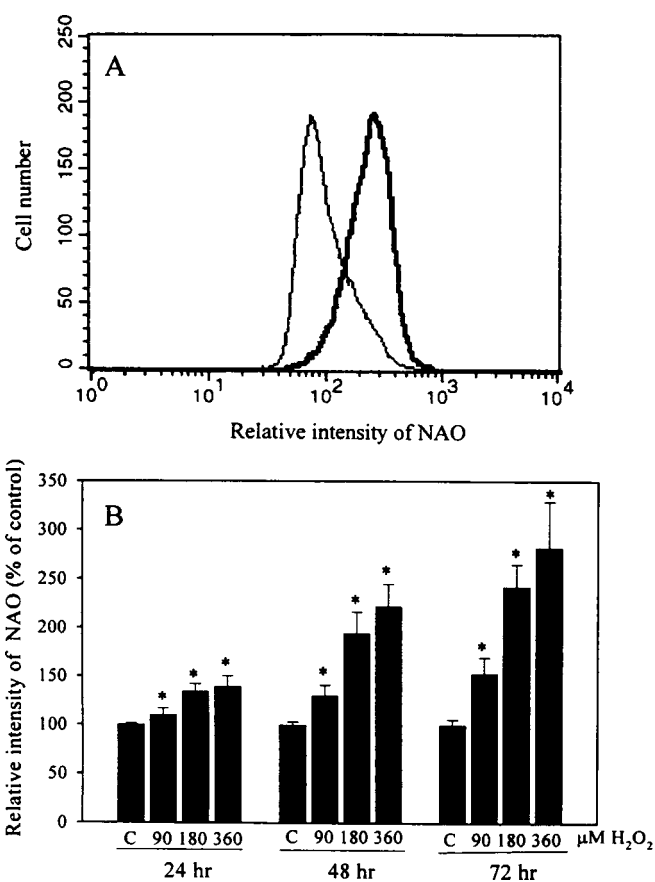 250
A
200
150
100
50
0
Cell number
10^0 10^1 10^2 10^3 10^4
Relative intensity of NAO
350
B
300
250
200
150
100
50
0
Relative intensity of NAO (% of control)
* * * * * * * * *
C 90 180 360 C 90 180 360 C 90 180 360 μM H₂O₂
24 hr 48 hr 72 hr